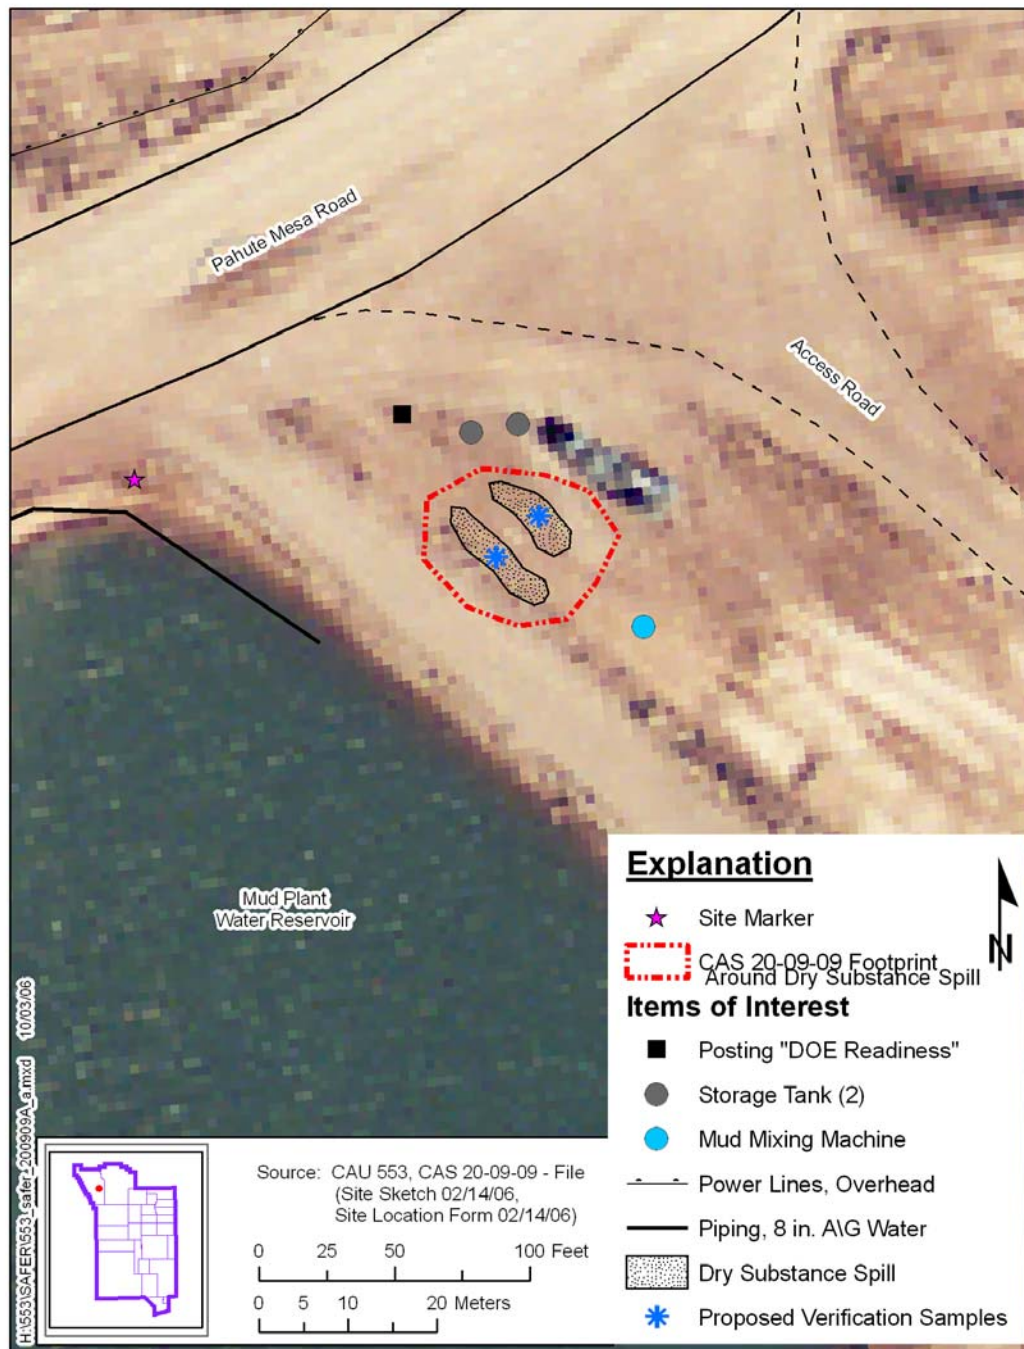 Pahute Mesa Road
Access Road
Mud Plant
Water Reservoir
H:\553\SAFER\553_safer_200909A_a.mxd 10/03/06
Explanation
N
Site Marker
CAS 20-09-09 Footprint
Around Dry Substance Spill
Items of Interest
Posting "DOE Readiness"
Storage Tank (2)
Mud Mixing Machine
Power Lines, Overhead
Piping, 8 in. A\G Water
Dry Substance Spill
Proposed Verification Samples
Source: CAU 553, CAS 20-09-09 - File
(Site Sketch 02/14/06,
Site Location Form 02/14/06)
0 25 50 100 Feet
0 5 10 20 Meters